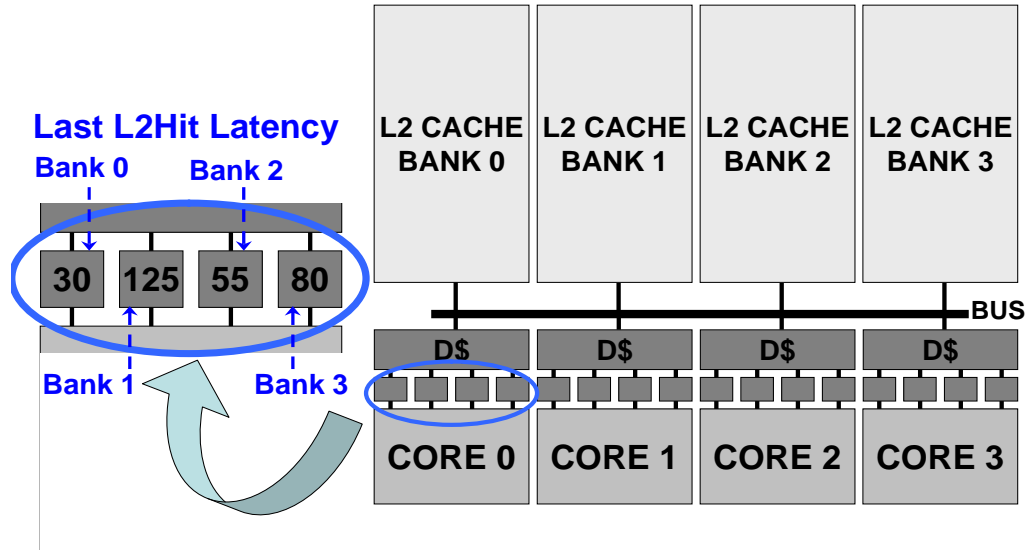 Last L2Hit Latency
Bank 0
Bank 2
30
125
55
80
Bank 1
Bank 3
L2 CACHE
BANK 0
L2 CACHE
BANK 1
L2 CACHE
BANK 2
L2 CACHE
BANK 3
BUS
D$
D$
D$
D$
CORE 0
CORE 1
CORE 2
CORE 3